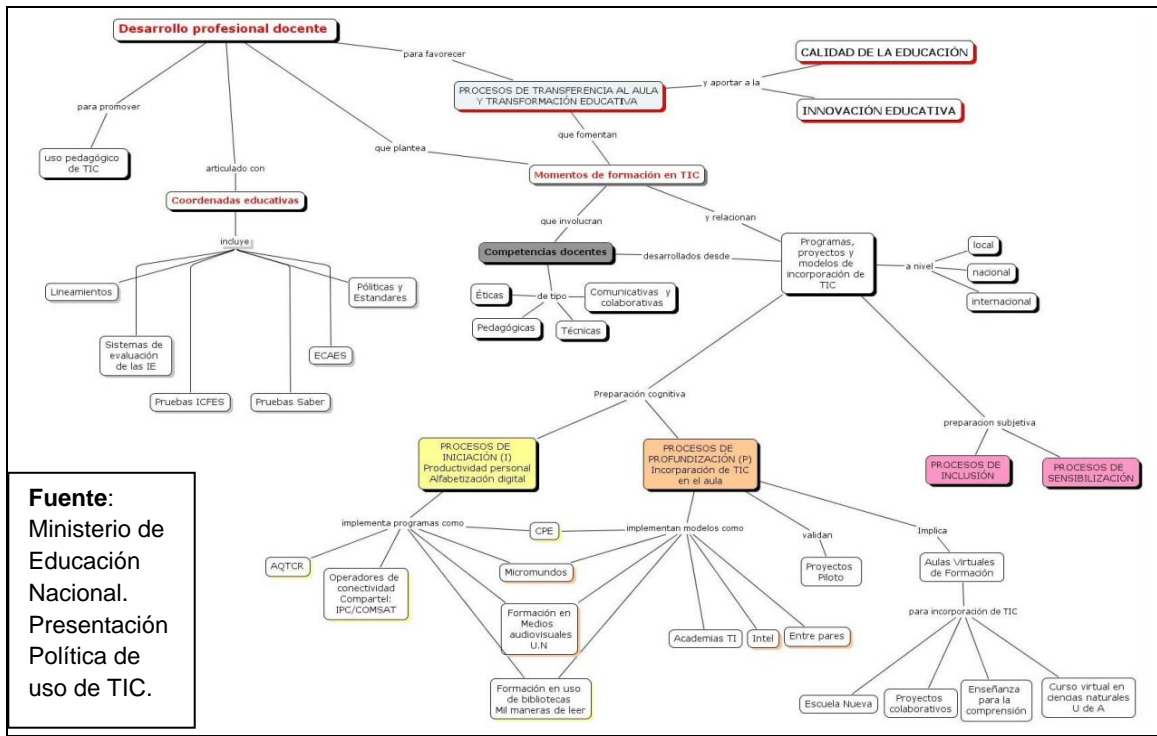 Desarrollo profesional docente
para favorecer
CALIDAD DE LA EDUCACIÓN
PROCESOS DE TRANSFERENCIA AL AULA
Y TRANSFORMACIÓN EDUCATIVA
y aportar a la
INNOVACIÓN EDUCATIVA
para promover
que fomentan
uso pedagógico
de TIC
articulado con
que plantea
Momentos de formación en TIC
Coordenadas educativas
que involucran
y relacionan
incluye
Competencias docentes
desarrollados desde
Programas,
proyectos y
modelos de
incorporación de
TIC
a nivel
local
nacional
internacional
Lineamientos
Póliticas y
Estandares
Éticas
de tipo
Comunicativas y
colaborativas
Pedagógicas
Técnicas
Sistemas de
evaluación
de las IE
ECAES
Pruebas ICFES
Pruebas Saber
Preparación cognitiva
preparacion subjetiva
PROCESOS DE
INICIACIÓN (I)
Productividad personal
Alfabetización digital
PROCESOS DE
PROFUNDIZACIÓN (P)
Incorparación de TIC
en el aula
PROCESOS DE
INCLUSIÓN
PROCESOS DE
SENSIBILIZACIÓN
Fuente:
Ministerio de
Educación
Nacional.
Presentación
Política de
uso de TIC.
implementa programas como
CPE
implementan modelos como
validan
Implica
AQTCR
Operadores de
conectividad
Compartel:
IPC/COMSAT
Micromundos
Proyectos
Piloto
Aulas Virtuales
de Formación
Formación en
Medios
audiovisuales
U.N
Academias TI
Intel
Entre pares
para incorporación de TIC
Formación en uso
de bibliotecas
Mil maneras de leer
Escuela Nueva
Proyectos
colaborativos
Enseñanza
para la
comprensión
Curso virtual en
ciencias naturales
U de A